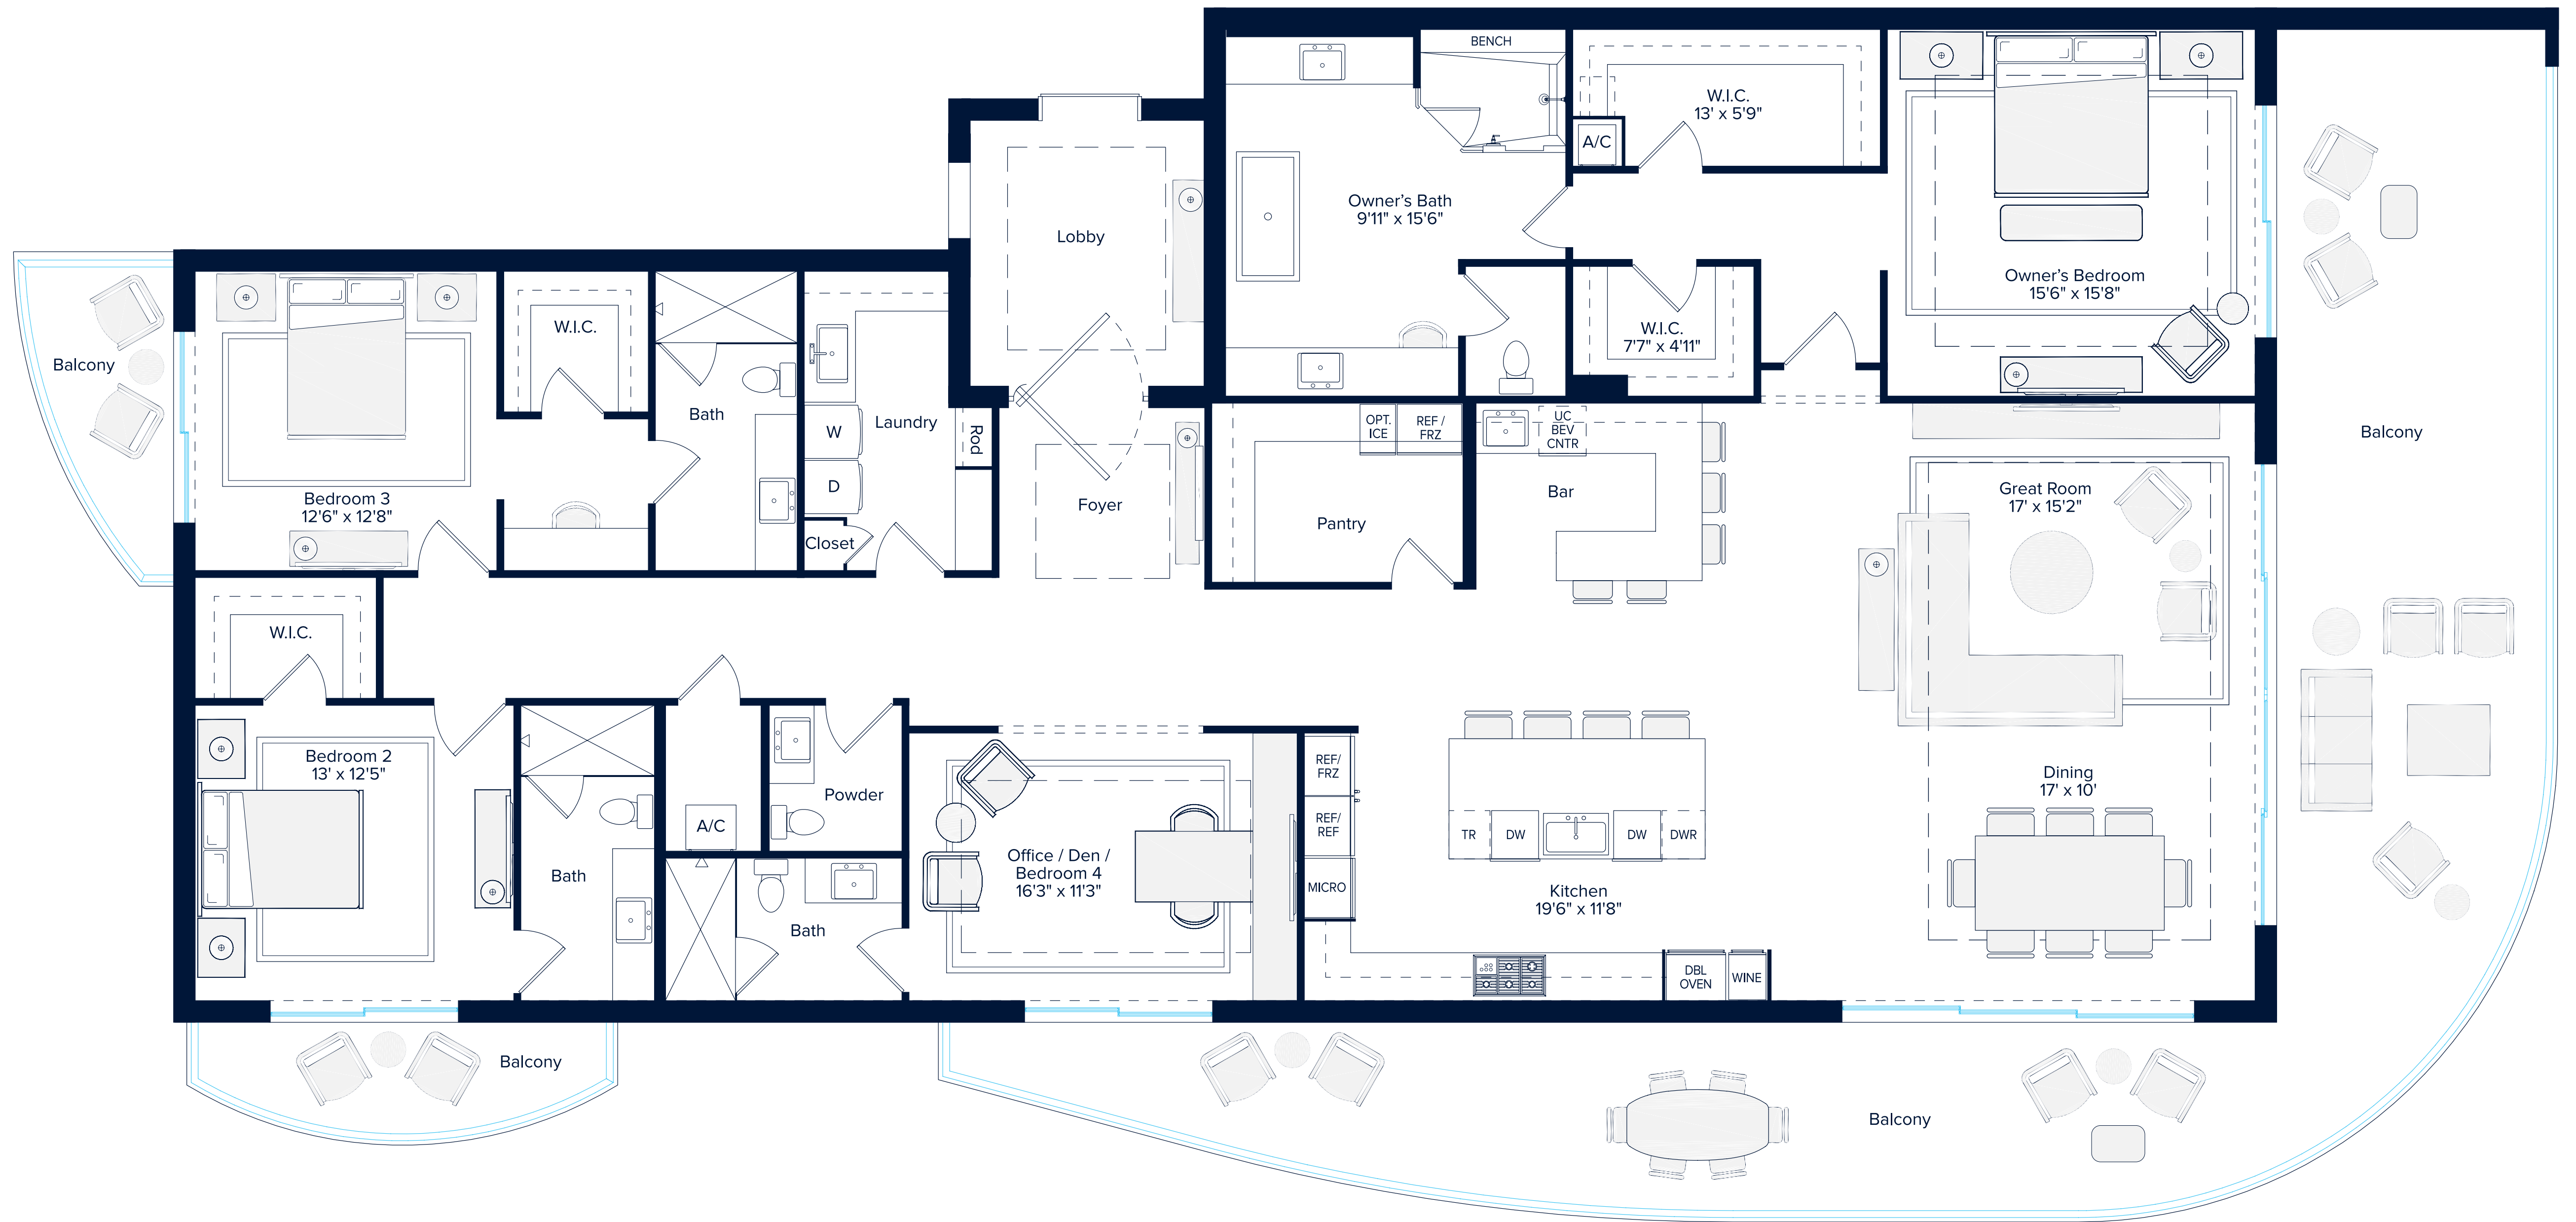 BENCH
W.I.C.
13' x 5'9"
A/C
Owner's Bath
9'11" x 15'6"
Lobby
Owner's Bedroom
15'6" x 15'8"
W.I.C.
7'7" x 4'11"
W.I.C.
Balcony
Bath
Laundry
W
D
Rod
Closet
Bedroom 3
12'6" x 12'8"
Foyer
OPT.
ICE
REF /
FRZ
Pantry
UC
BEV
CNTR
Bar
Great Room
17' x 15'2"
Balcony
W.I.C.
Bedroom 2
13' x 12'5"
Bath
A/C
Powder
Bath
Office / Den /
Bedroom 4
16'3" x 11'3"
REF/
FRZ
REF/
REF
MICRO
TR
DW
DW
DWR
Kitchen
19'6" x 11'8"
DBL
OVEN
WINE
Dining
17' x 10'
Balcony
Balcony